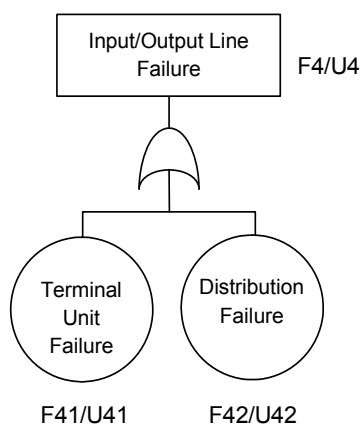 Input/Output Line
Failure
F4/U4
Terminal
Unit
Failure
Distribution
Failure
F41/U41
F42/U42